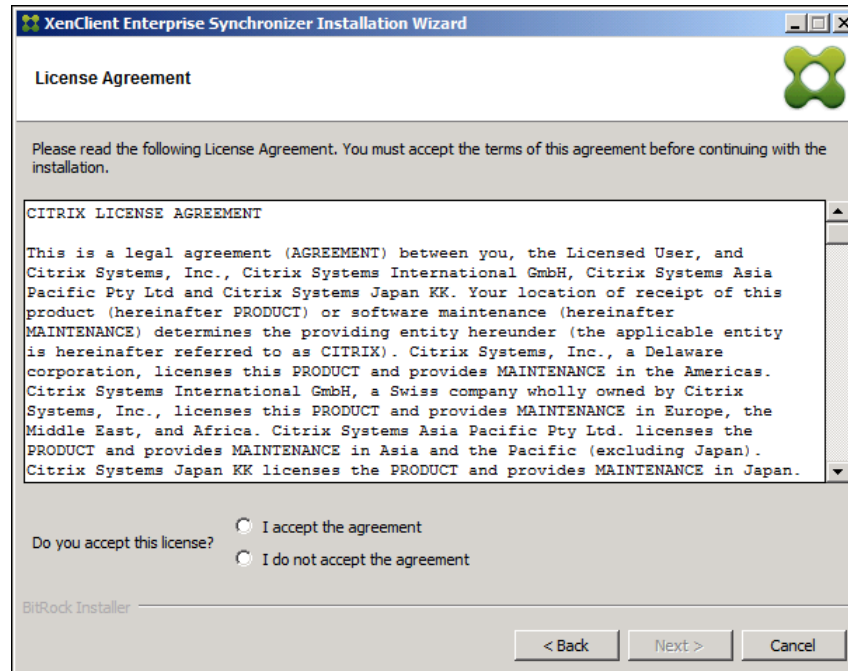 XenClient Enterprise Synchronizer Installation Wizard
License Agreement
Please read the following License Agreement. You must accept the terms of this agreement before continuing with the
installation.
CITRIX LICENSE AGREEMENT
This is a legal agreement (AGREEMENT) between you, the Licensed User, and
Citrix Systems, Inc., Citrix Systems International GmbH, Citrix Systems Asia
Pacific Pty Ltd and Citrix Systems Japan KK. Your location of receipt of this
product (hereinafter PRODUCT) or software maintenance (hereinafter
MAINTENANCE) determines the providing entity hereunder (the applicable entity
is hereinafter referred to as CITRIX). Citrix Systems, Inc., a Delaware
corporation, licenses this PRODUCT and provides MAINTENANCE in the Americas.
Citrix Systems International GmbH, a Swiss company wholly owned by Citrix
Systems, Inc., licenses this PRODUCT and provides MAINTENANCE in Europe, the
Middle East, and Africa. Citrix Systems Asia Pacific Pty Ltd. licenses the
PRODUCT and provides MAINTENANCE in Asia and the Pacific (excluding Japan).
Citrix Systems Japan KK licenses the PRODUCT and provides MAINTENANCE in Japan.
Do you accept this license?
I accept the agreement
I do not accept the agreement
BitRock Installer
< Back
Next >
Cancel